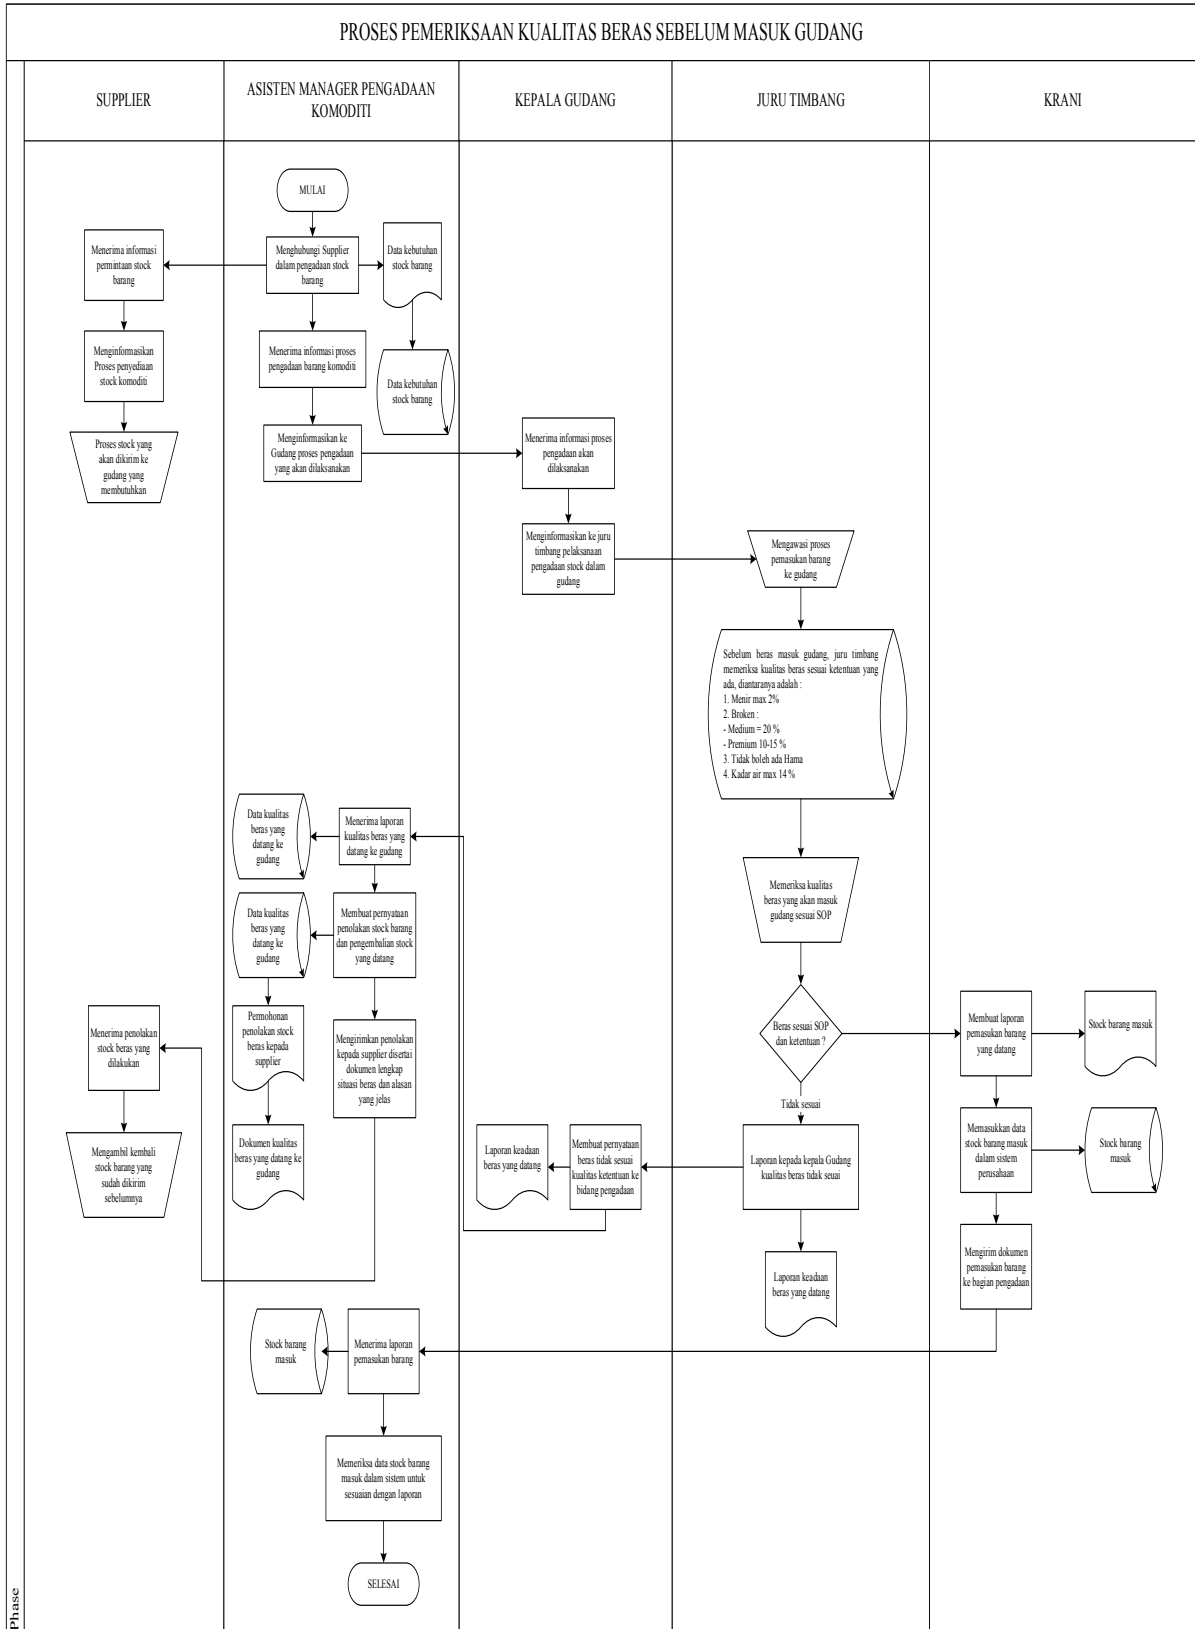 PROSES PEMERIKSAAN KUALITAS BERAS SEBELUM MASUK GUDANG
SUPPLIER
ASISTEN MANAGER PENGADAAN
KOMODITI
KEPALA GUDANG
JURU TIMBANG
KRANI
MULAI
Menerima informasi
permintaan stock
barang
Menghubungi Supplier
dalam pengadaan stock
barang
Data kebutuhan
stock barang
Menginformasikan
Proses penyediaan
stock komoditi
Menerima informasi proses
pengadaan barang komoditi
Data kebutuhan
stock barang
Proses stock yang
akan dikirim ke
gudang yang
membutuhkan
Menginformasikan ke
Gudang proses pengadaan
yang akan dilaksanakan
Menerima informasi proses
pengadaan akan
dilaksanakan
Menginformasikan ke juru
timbang pelaksanaan
pengadaan stock dalam
gudang
Mengawasi proses
pemasukan barang
ke gudang
Sebelum beras masuk gudang, juru timbang
memeriksa kualitas beras sesuai ketentuan yang
ada, diantaranya adalah :
1. Menir max 2%
2. Broken :
- Medium = 20 %
- Premium 10-15 %
3. Tidak boleh ada Hama
4. Kadar air max 14 %
Data kualitas
beras yang
datang ke
gudang
Menerima laporan
kualitas beras yang
datang ke gudang
Memeriksa kualitas
beras yang akan masuk
gudang sesuai SOP
Data kualitas
beras yang
datang ke
gudang
Membuat pernyataan
penolakan stock barang
dan pengembalian stock
yang datang
Menerima penolakan
stock beras yang
dilakukan
Permohonan
penolakan stock
beras kepada
supplier
Mengirimkan penolakan
kepada supplier disertai
dokumen lengkap
situasi beras dan alasan
yang jelas
Beras sesuai SOP
dan ketentuan ?
Membuat laporan
pemasukan barang
yang datang
Stock barang masuk
Tidak sesuai
Mengambil kembali
stock barang yang
sudah dikirim
sebelumnya
Dokumen kualitas
beras yang datang ke
gudang
Laporan keadaan
beras yang datang
Membuat pernyataan
beras tidak sesuai
kualitas ketentuan ke
bidang pengadaan
Laporan kepada kepala Gudang
kualitas beras tidak seuai
Memasukkan data
stock barang masuk
dalam sistem
perusahaan
Stock barang
masuk
Laporan keadaan
beras yang datang
Mengirim dokumen
pemasukan barang
ke bagian pengadaan
Stock barang
masuk
Menerima laporan
pemasukan barang
Memeriksa data stock barang
masuk dalam sistem untuk
sesuaian dengan laporan
SELESAI
Phase